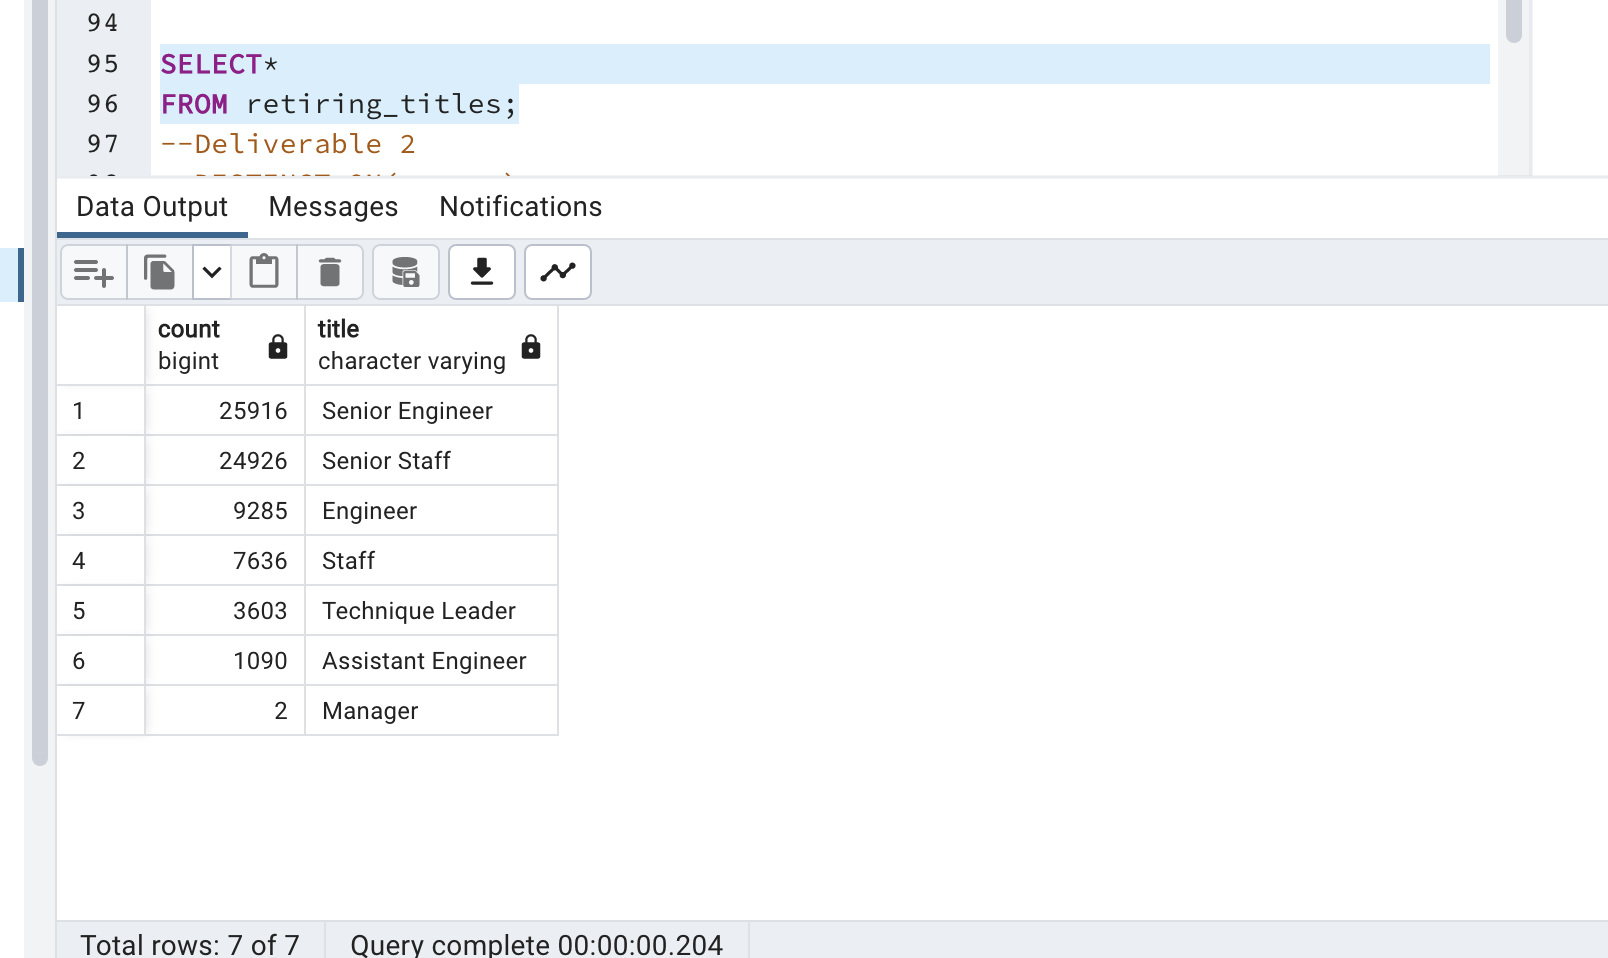 94
95 SELECT*
96 FROM retiring_titles;
97 --Deliverable 2
Data Output Messages Notifications
count title
bigint character varying
1 25916 Senior Engineer
2 24926 Senior Staff
3 9285 Engineer
4 7636 Staff
5 3603 Technique Leader
6 1090 Assistant Engineer
7 2 Manager
Total rows: 7 of 7 Query complete 00:00:00.204